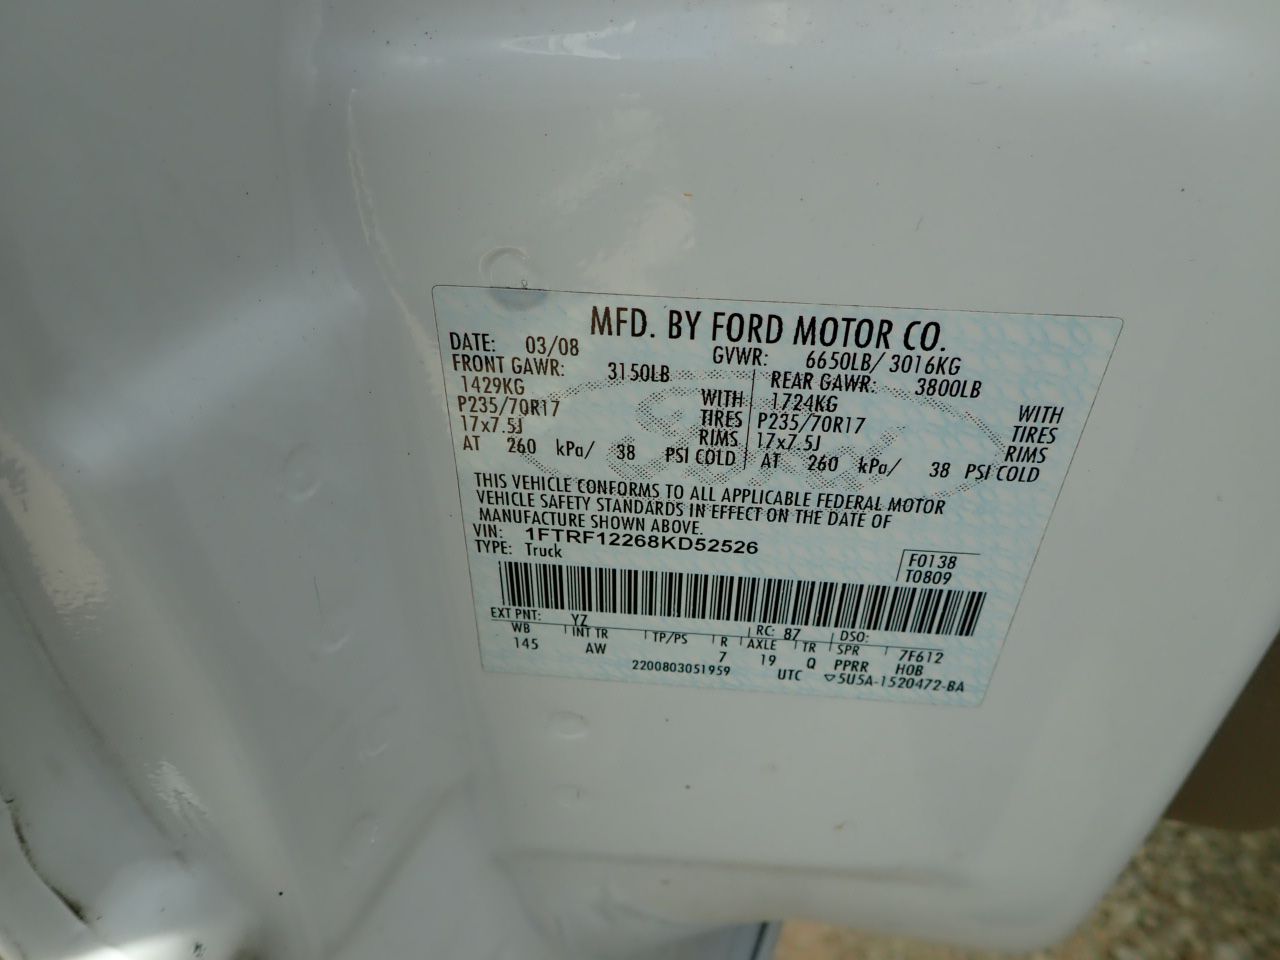 MFD. BY FORD MOTOR CO.
DATE: 03/08 GVWR: 6650LB/ 3016KG
FRONT GAWR: 3150LB REAR GAWR: 3800LB
1429KG WITH 1724KG WITH
P235/70R17 TIRES P235/70R17 TIRES
17x7.5J RIMS 17x7.5J RIMS
AT 260 kPa/ 38 PSI COLD AT 260 kPa/ 38 PSI COLD
THIS VEHICLE CONFORMS TO ALL APPLICABLE FEDERAL MOTOR
VEHICLE SAFETY STANDARDS IN EFFECT ON THE DATE OF
MANUFACTURE SHOWN ABOVE.
VIN: 1FTRF12268KD52526
TYPE: Truck
F0138
T0809
EXT PNT: YZ RC: 87 DSO:
WB INT TR TP/PS R AXLE TR SPR 7F612
145 AW 7 19 Q PPRR H0B
2200803051959 UTC ▽5U5A-1520472-BA